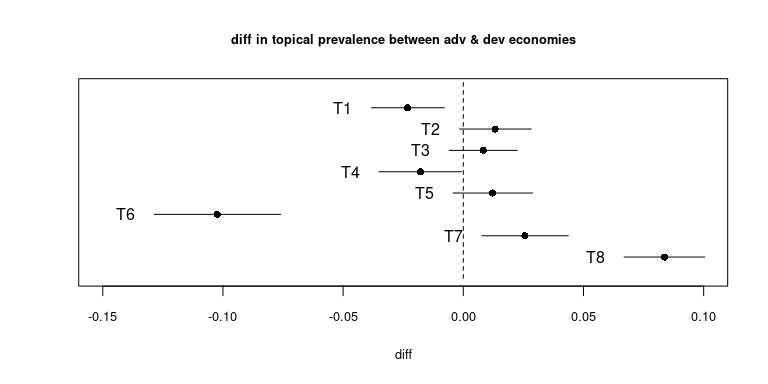 diff in topical prevalence between adv & dev economies
T1
T2
T3
T4
T5
T6
T7
T8
-0.15 -0.10 -0.05 0.00 0.05 0.10
diff